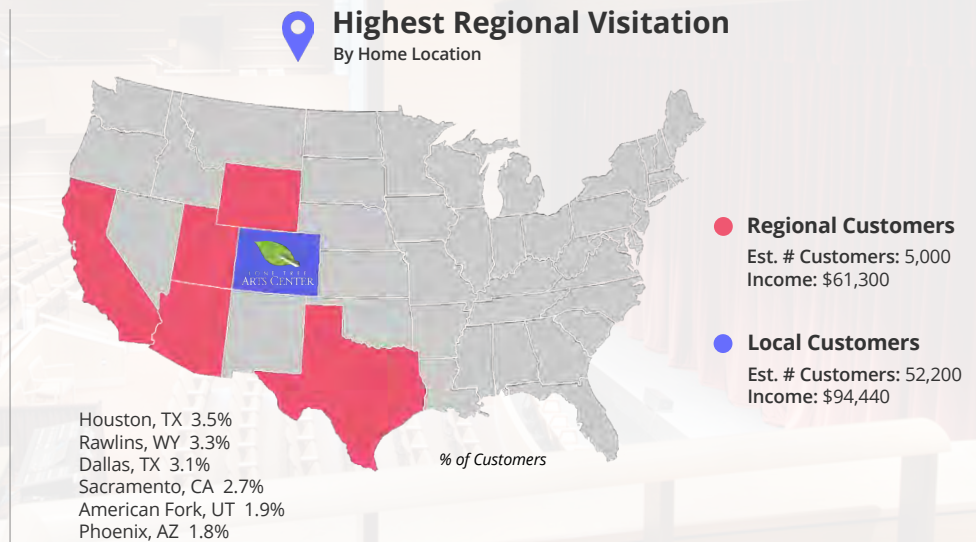 Highest Regional Visitation
By Home Location
LONE TREE
ARTS CENTER
Regional Customers
Est. # Customers: 5,000
Income: $61,300
Local Customers
Est. # Customers: 52,200
Income: $94,440
Houston, TX 3.5%
Rawlins, WY 3.3%
Dallas, TX 3.1%
Sacramento, CA 2.7%
American Fork, UT 1.9%
Phoenix, AZ 1.8%
% of Customers